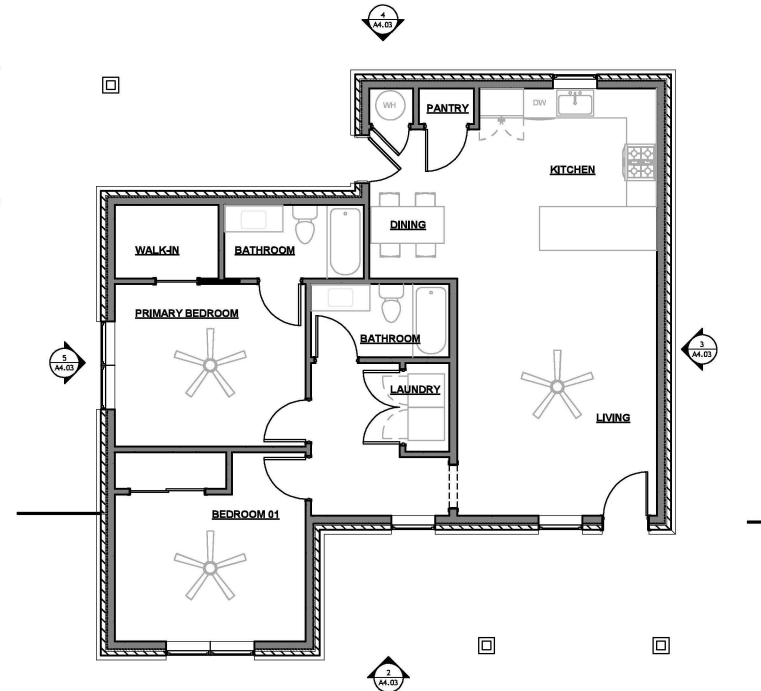 4
A4.03
WH
PANTRY
DW
KITCHEN
DINING
WALK-IN
BATHROOM
PRIMARY BEDROOM
BATHROOM
5
A4.03
3
A4.03
LAUNDRY
LIVING
BEDROOM 01
2
A4.03